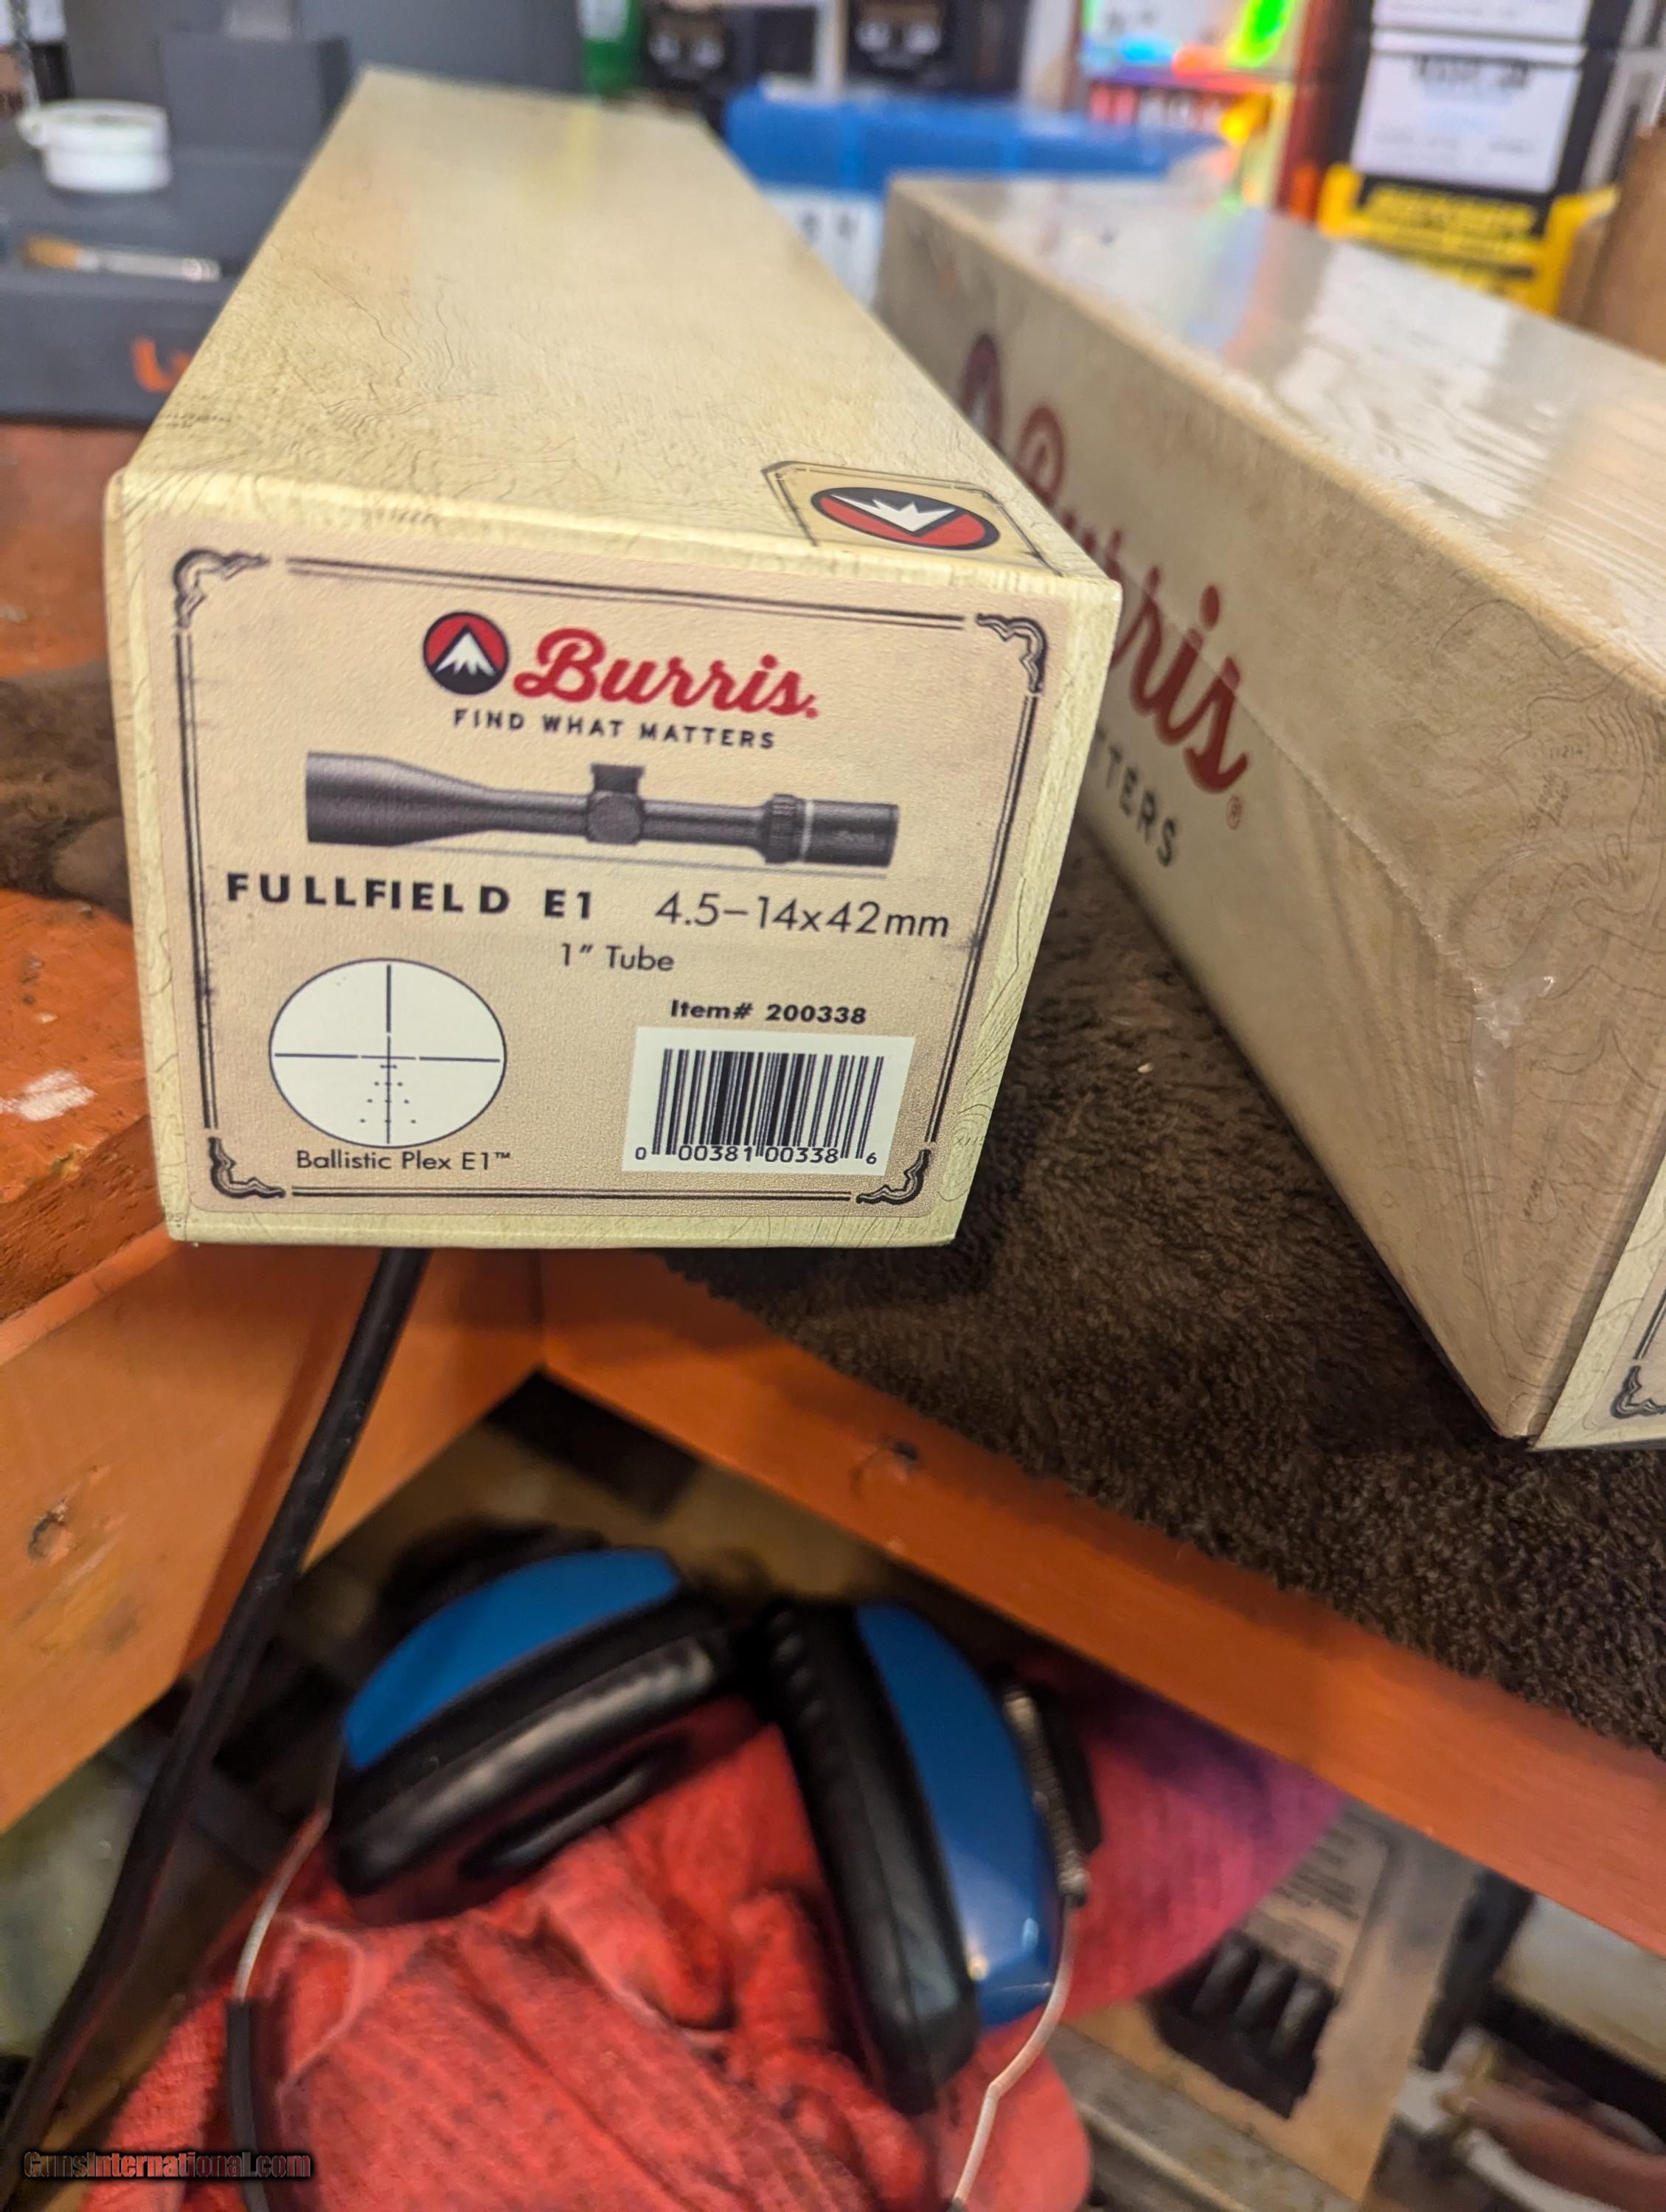 Burris.
FIND WHAT MATTERS
FULLFIELD E1 4.5–14x42mm
1" Tube
Item# 200338
0 00381 00338 6
Ballistic Plex E1™
Burris®
TTERS
GunsInternational.com